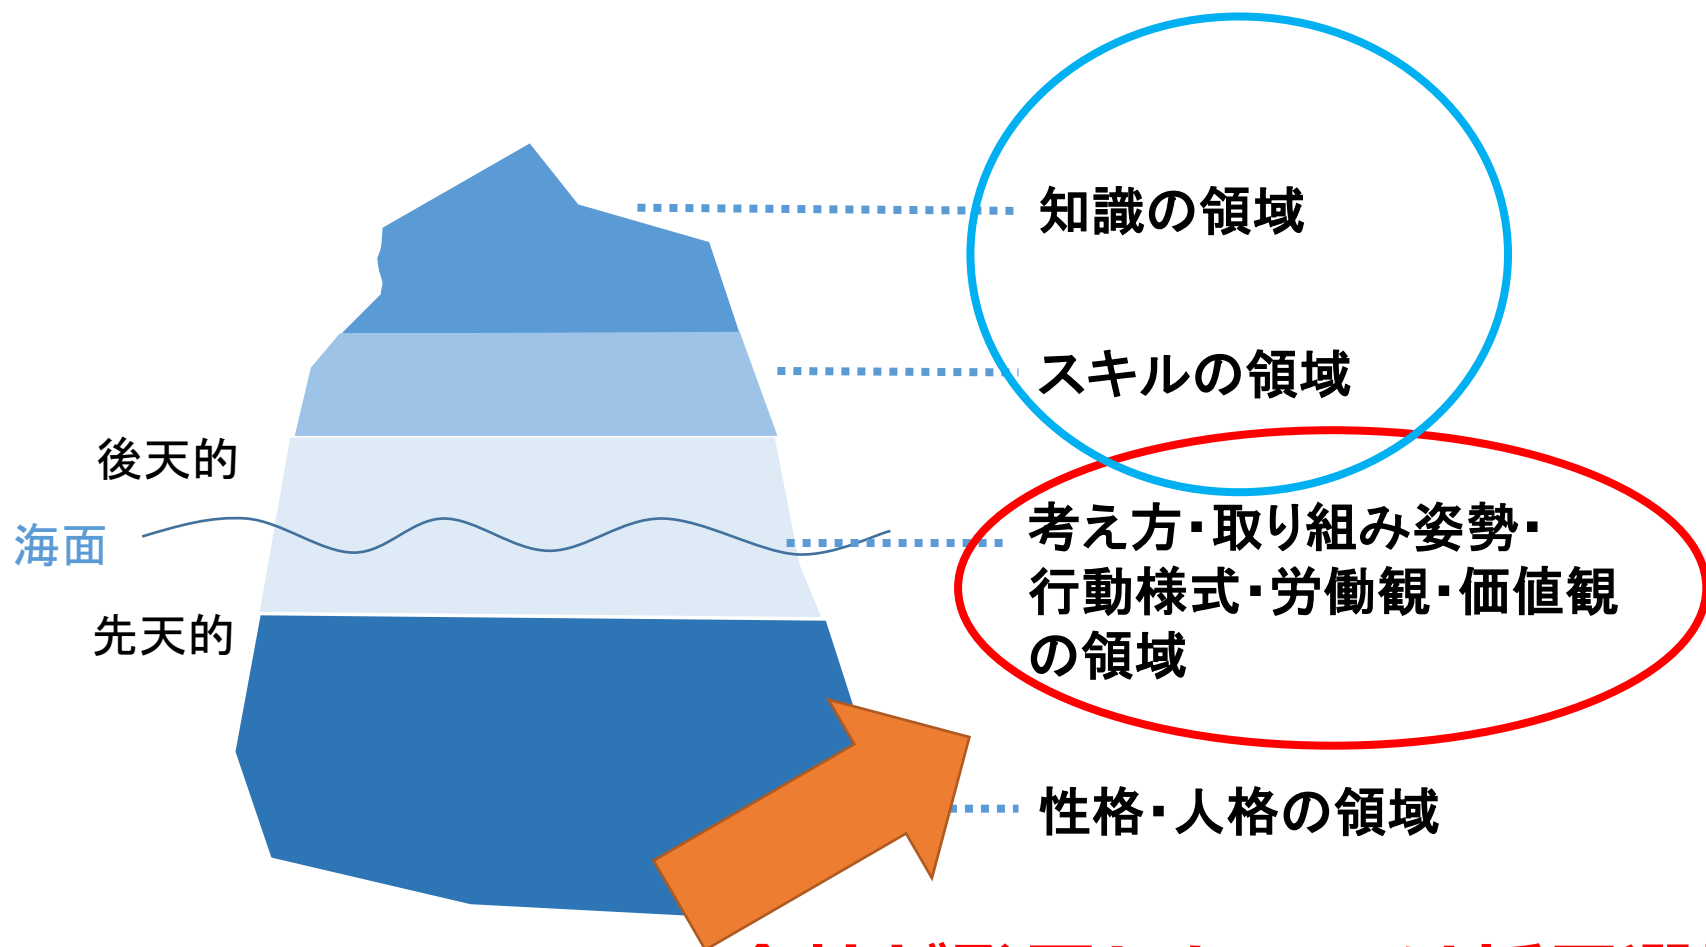 知識の領域
スキルの領域
後天的
海面
考え方・取り組み姿勢・
行動様式・労働観・価値観
の領域
先天的
性格・人格の領域